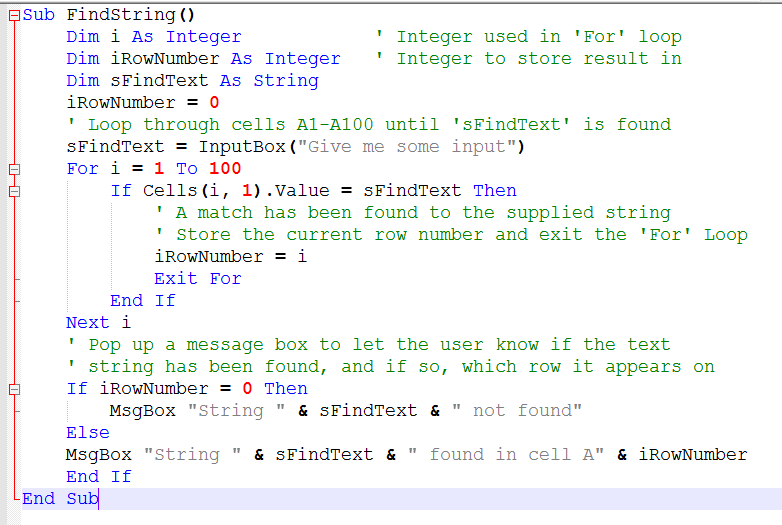 Sub FindString()
    Dim i As Integer            ' Integer used in 'For' loop
    Dim iRowNumber As Integer   ' Integer to store result in
    Dim sFindText As String
    iRowNumber = 0
    ' Loop through cells A1-A100 until 'sFindText' is found
    sFindText = InputBox("Give me some input")
    For i = 1 To 100
        If Cells(i, 1).Value = sFindText Then
            ' A match has been found to the supplied string
            ' Store the current row number and exit the 'For' Loop
            iRowNumber = i
            Exit For
        End If
    Next i
    ' Pop up a message box to let the user know if the text
    ' string has been found, and if so, which row it appears on
    If iRowNumber = 0 Then
        MsgBox "String " & sFindText & " not found"
    Else
    MsgBox "String " & sFindText & " found in cell A" & iRowNumber
    End If
End Sub